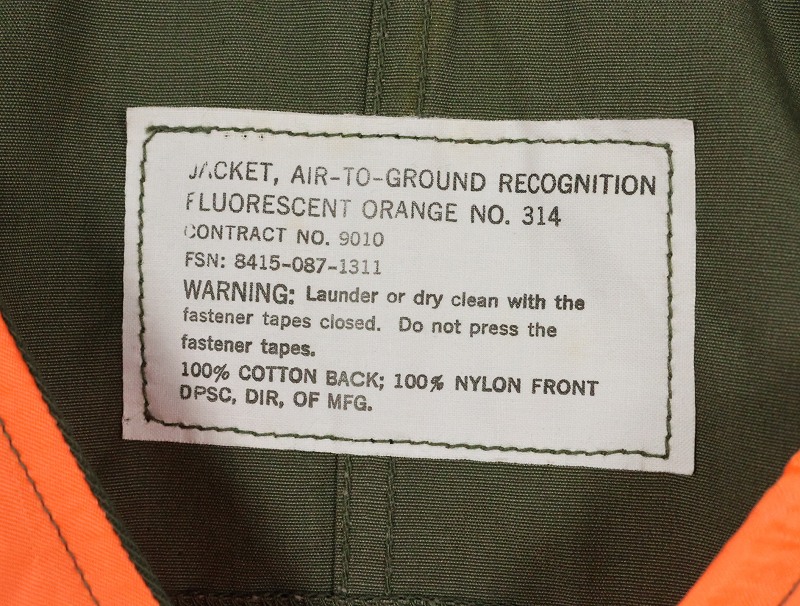 JACKET, AIR-TO-GROUND RECOGNITION
FLUORESCENT ORANGE NO. 314
CONTRACT NO. 9010
FSN: 8415-087-1311
WARNING: Launder or dry clean with the
fastener tapes closed. Do not press the
fastener tapes.
100% COTTON BACK; 100% NYLON FRONT
DPSC, DIR, OF MFG.